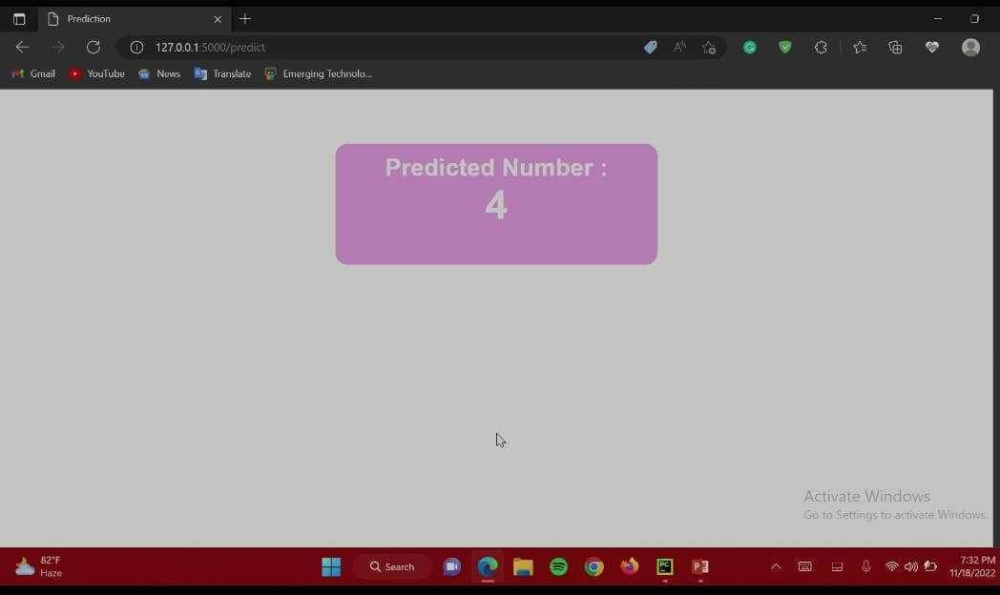 Prediction
127.0.0.1:5000/predict
Gmail YouTube News Translate Emerging Technolo...
Predicted Number :
4
Activate Windows
Go to Settings to activate Windows.
82°F
Haze
Search
7:32 PM
11/18/2022